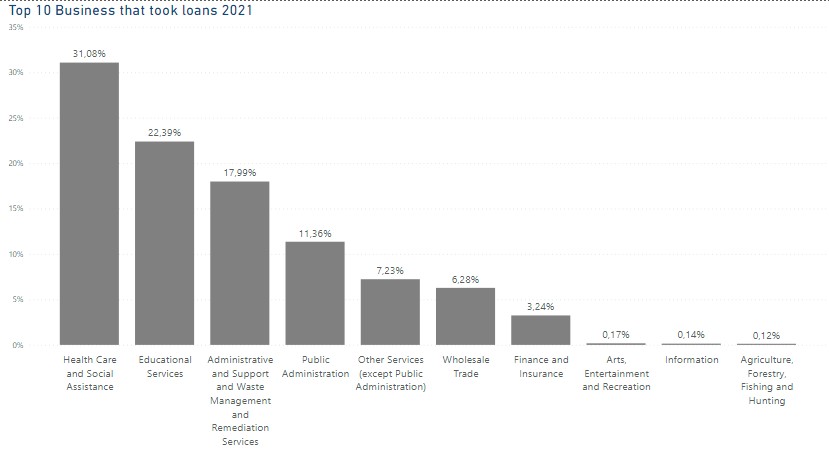 Top 10 Business that took loans 2021
35%
30%
25%
20%
15%
10%
5%
0%
31,08%
22,39%
17,99%
11,36%
7,23%
6,28%
3,24%
0,17%
0,14%
0,12%
Health Care
and Social
Assistance
Educational
Services
Administrative
and Support
and Waste
Management
and
Remediation
Services
Public
Administration
Other Services
(except Public
Administration)
Wholesale
Trade
Finance and
Insurance
Arts,
Entertainment
and Recreation
Information
Agriculture,
Forestry,
Fishing and
Hunting